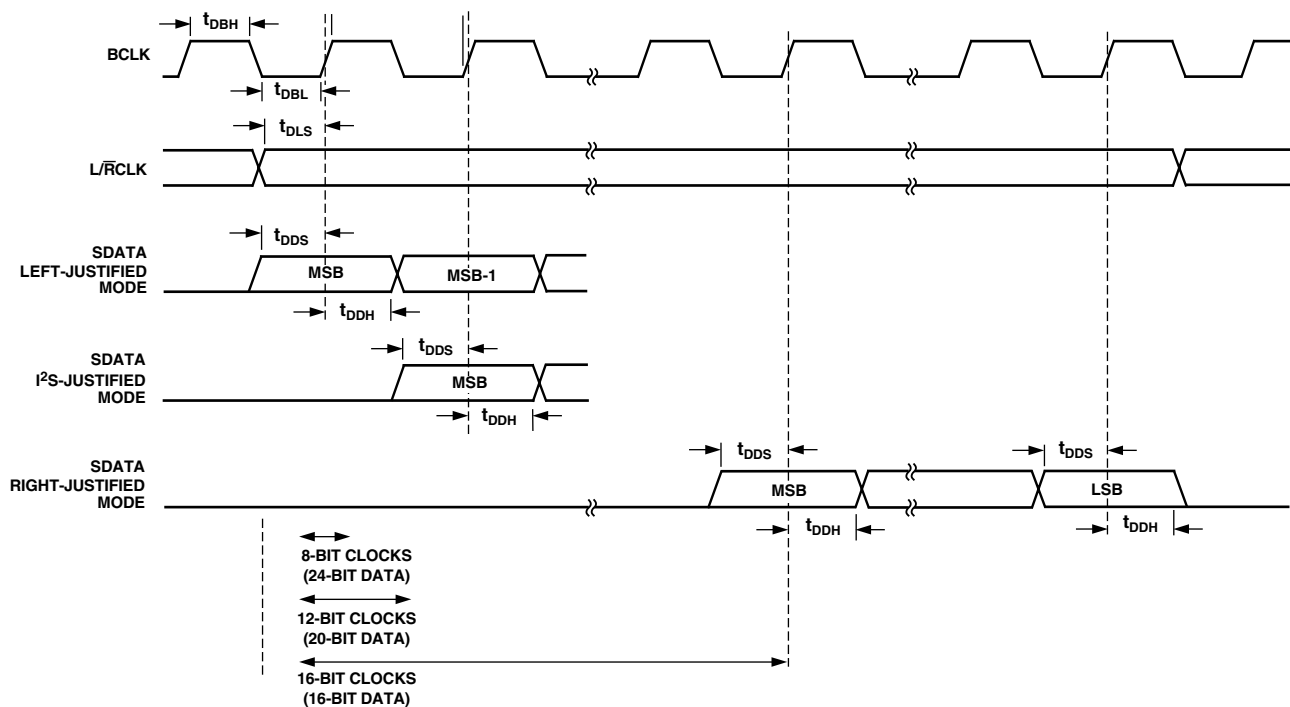 tDBH
BCLK
tDBL
tDLS
L/R̅CLK
tDDS
SDATA
LEFT-JUSTIFIED
MODE
MSB
MSB-1
tDDH
SDATA
I²S-JUSTIFIED
MODE
tDDS
MSB
tDDH
SDATA
RIGHT-JUSTIFIED
MODE
tDDS
MSB
tDDH
tDDS
LSB
tDDH
8-BIT CLOCKS
(24-BIT DATA)
12-BIT CLOCKS
(20-BIT DATA)
16-BIT CLOCKS
(16-BIT DATA)